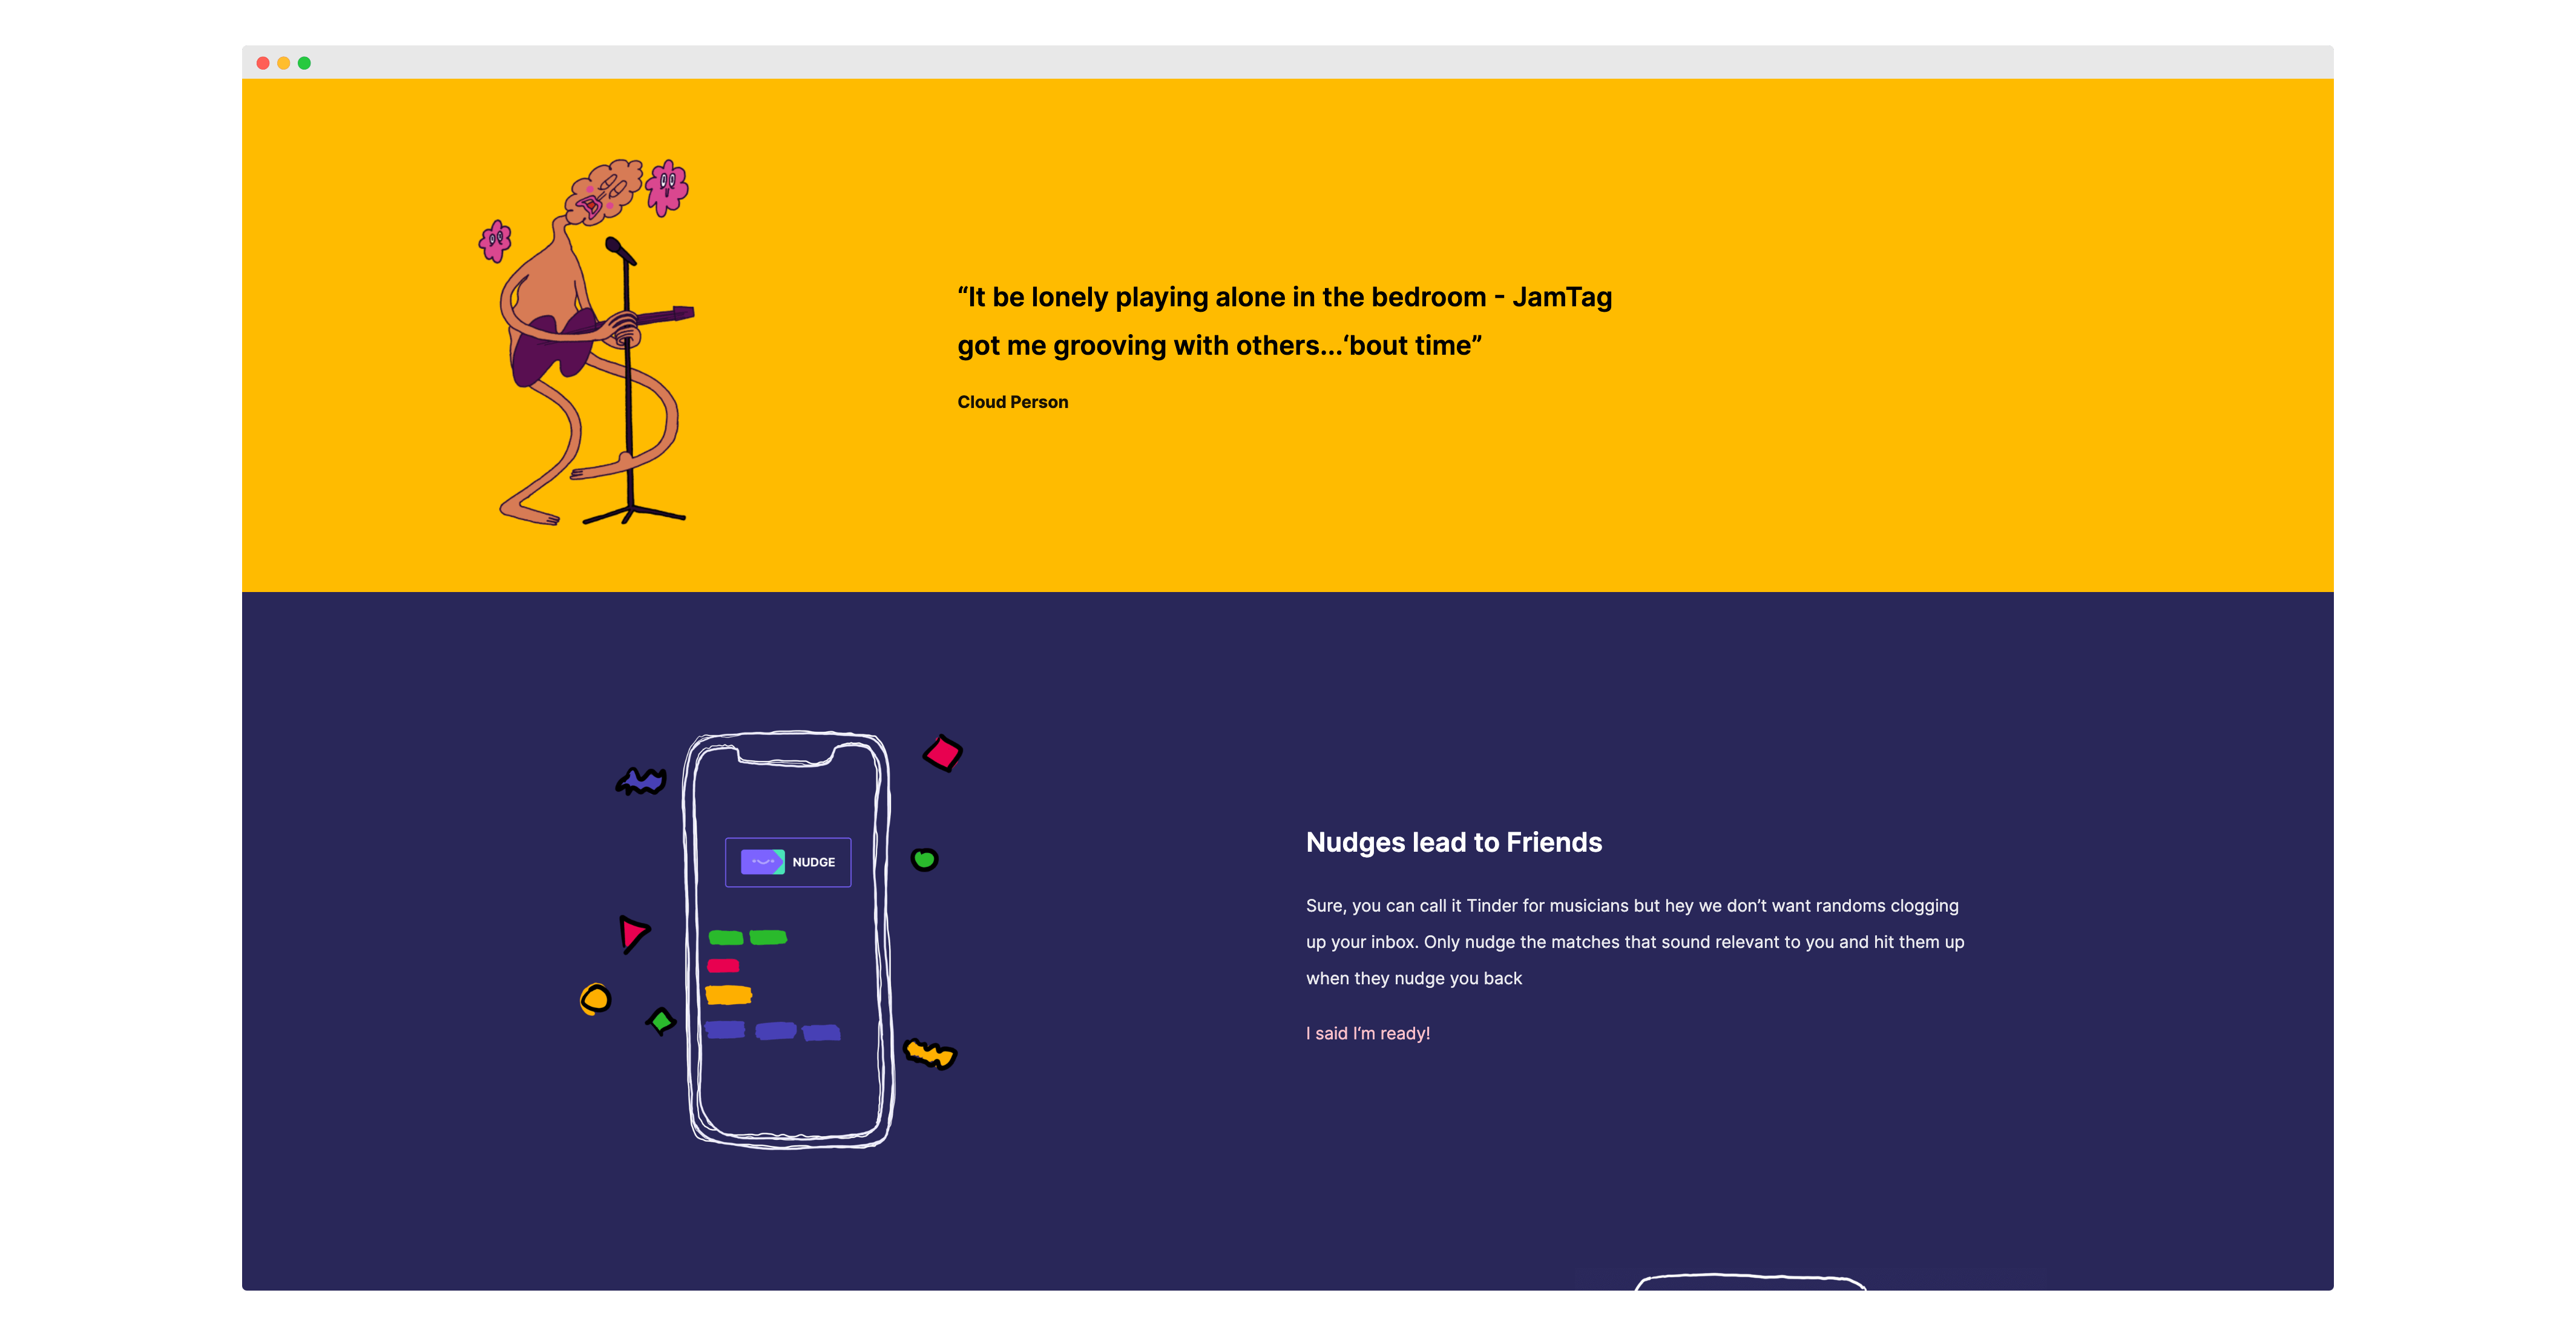 “It be lonely playing alone in the bedroom - JamTag
got me grooving with others...‘bout time”
Cloud Person
NUDGE
Nudges lead to Friends
Sure, you can call it Tinder for musicians but hey we don’t want randoms clogging
up your inbox. Only nudge the matches that sound relevant to you and hit them up
when they nudge you back
I said I‘m ready!